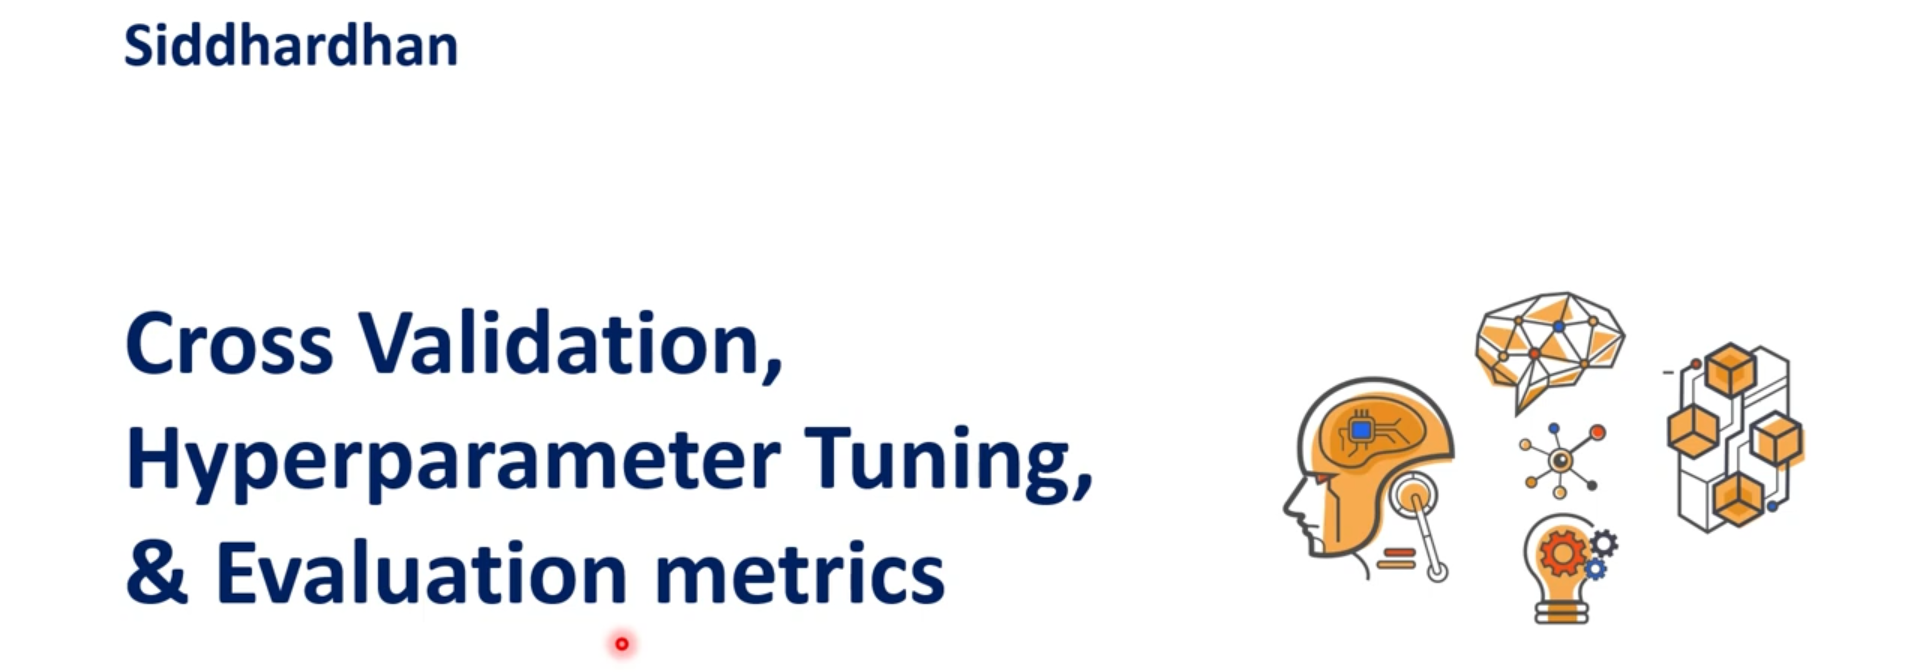 Siddhardhan
Cross Validation,
Hyperparameter Tuning,
& Evaluation metrics